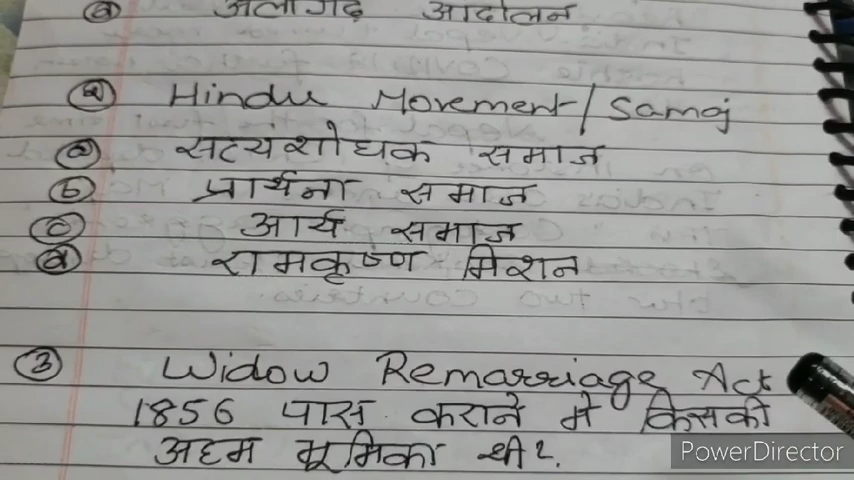 (a) अलीगढ़ आंदोलन
(a) Hindu Movement/Samaj
(a) सत्यशोधक समाज
(b) प्रार्थना समाज
(c) आर्य समाज
(d) रामकृष्ण मिशन
(3) Widow Remarriage Act
1856 पास कराने मे किसकी
अहम भूमिका थी?
PowerDirector